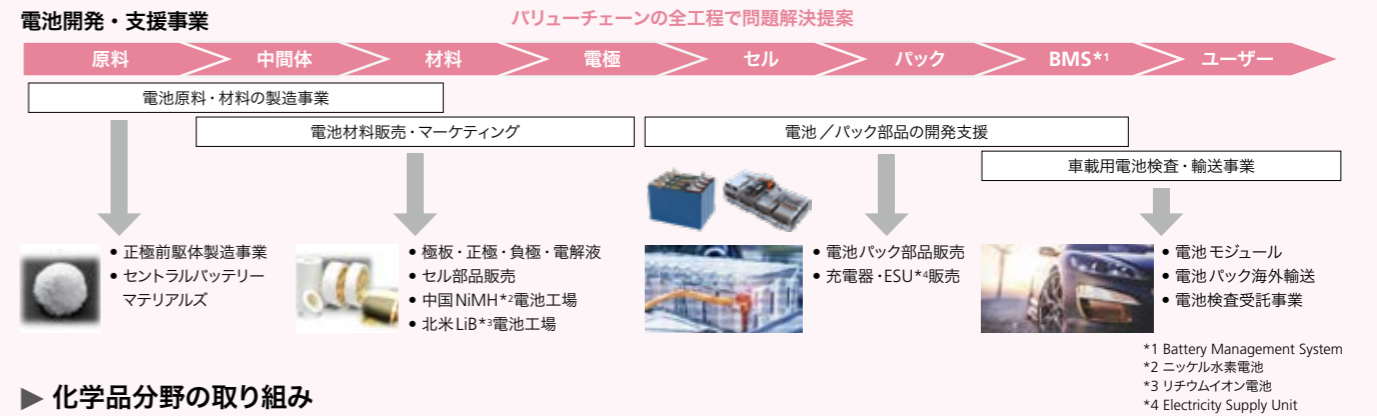 電池開発・支援事業
バリューチェーンの全工程で問題解決提案
原料
中間体
材料
電極
セル
パック
BMS*1
ユーザー
電池原料・材料の製造事業
電池材料販売・マーケティング
電池／パック部品の開発支援
車載用電池検査・輸送事業
• 正極前駆体製造事業
• セントラルバッテリー
マテリアルズ
• 極板・正極・負極・電解液
• セル部品販売
• 中国NiMH*2電池工場
• 北米LiB*3電池工場
• 電池パック部品販売
• 充電器・ESU*4販売
• 電池モジュール
• 電池パック海外輸送
• 電池検査受託事業
*1 Battery Management System
*2 ニッケル水素電池
*3 リチウムイオン電池
*4 Electricity Supply Unit
▶ 化学品分野の取り組み